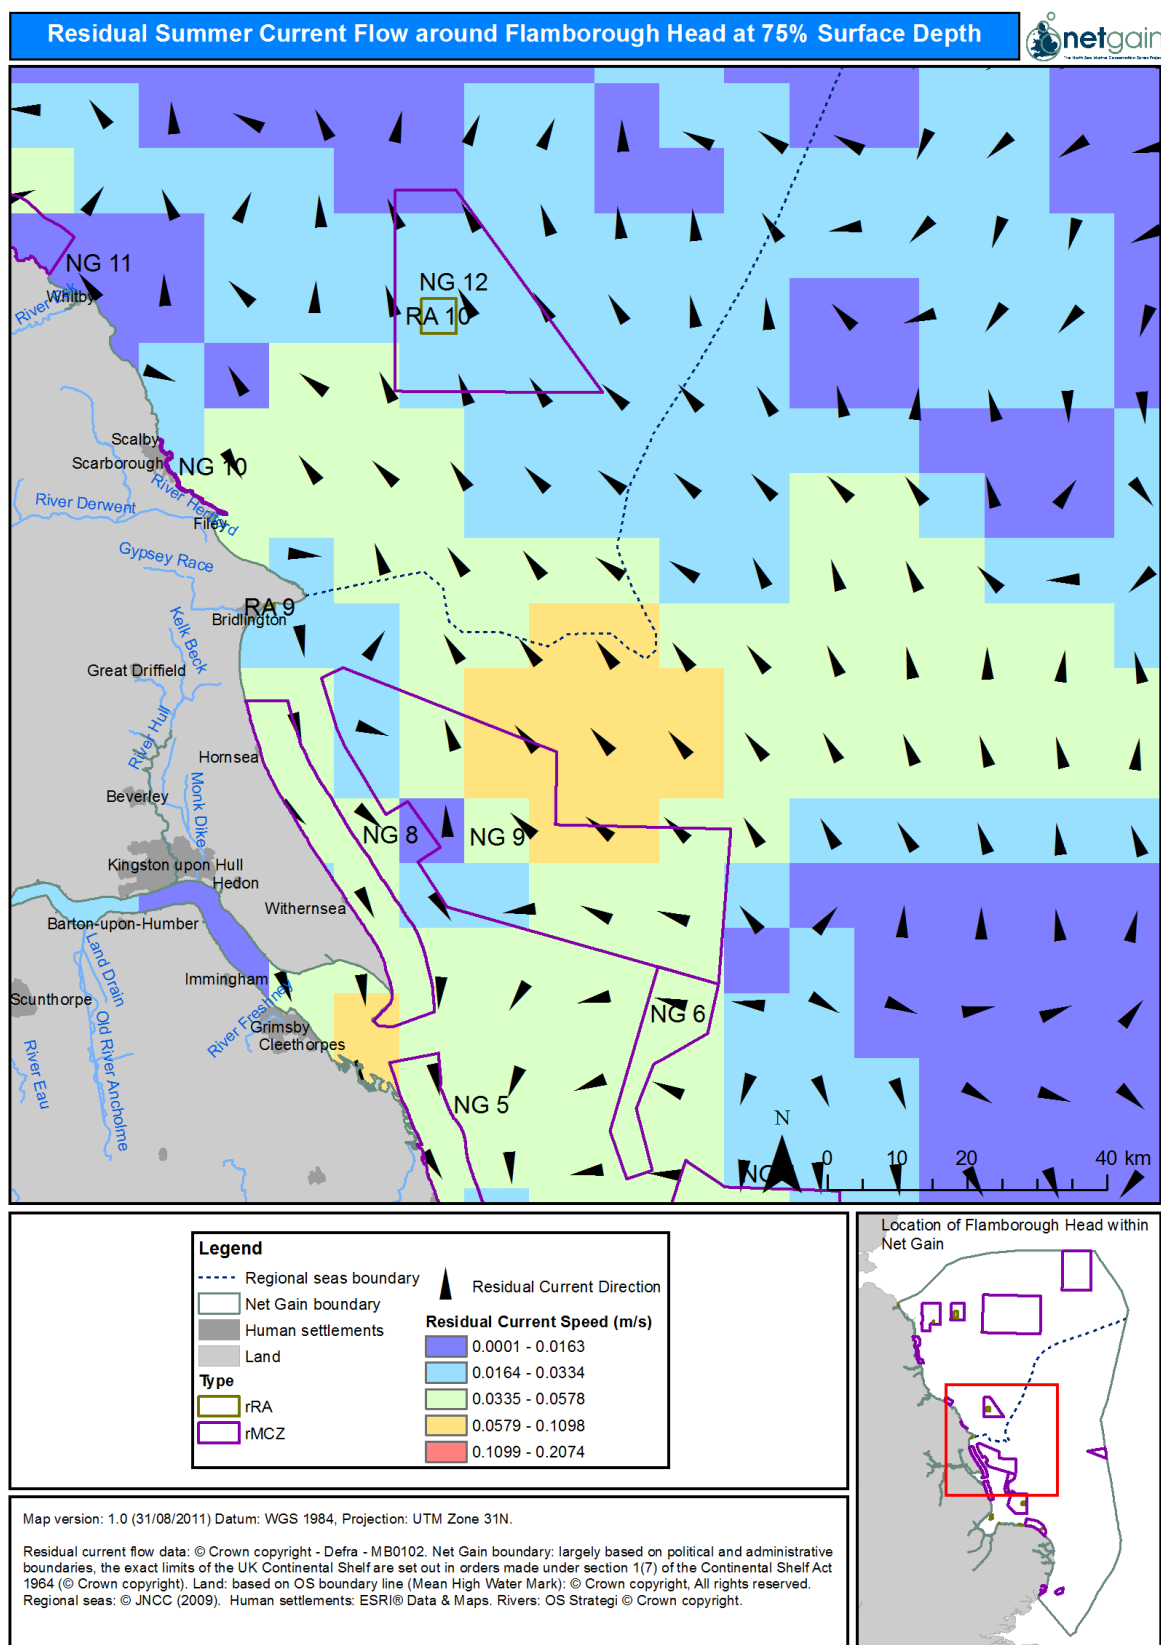 Residual Summer Current Flow around Flamborough Head at 75% Surface Depth
netgain
NG 11
Whitby
NG 12
RA 10
Scalby
Scarborough
NG 10
River Hertford
River Derwent
Filey
Gypsey Race
RA 9
Bridlington
Kelk Beck
Great Driffield
River Hull
Hornsea
Monk Dike
Beverley
NG 8
NG 9
Kingston upon Hull
Hedon
Withernsea
Barton-upon-Humber
Land Drain
Immingham
Scunthorpe
River Freshney
NG 6
Grimsby
Cleethorpes
Old River Ancholme
River Eau
NG 5
N
0 10 20 40 km
Legend
Regional seas boundary
Net Gain boundary
Human settlements
Land
Type
rRA
rMCZ
Residual Current Direction
Residual Current Speed (m/s)
0.0001 - 0.0163
0.0164 - 0.0334
0.0335 - 0.0578
0.0579 - 0.1098
0.1099 - 0.2074
Location of Flamborough Head within
Net Gain
Map version: 1.0 (31/08/2011) Datum: WGS 1984, Projection: UTM Zone 31N.
Residual current flow data: © Crown copyright - Defra - MB0102. Net Gain boundary: largely based on political and administrative
boundaries, the exact limits of the UK Continental Shelf are set out in orders made under section 1(7) of the Continental Shelf Act
1964 (© Crown copyright). Land: based on OS boundary line (Mean High Water Mark): © Crown copyright, All rights reserved.
Regional seas: © JNCC (2009). Human settlements: ESRI® Data & Maps. Rivers: OS Strategi © Crown copyright.